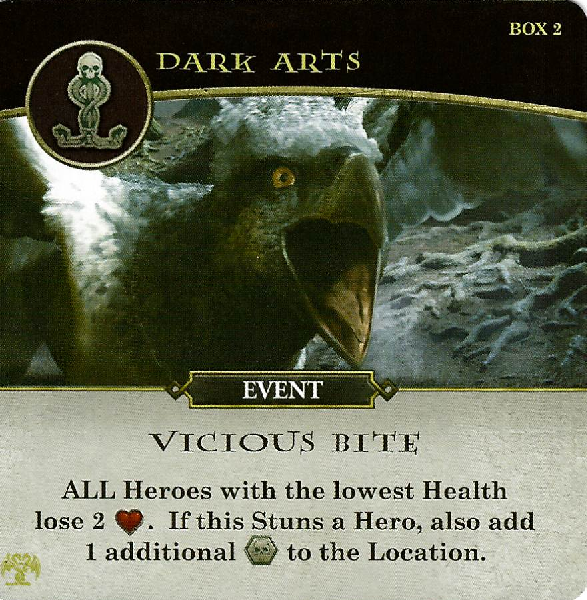 BOX 2
DARK ARTS
EVENT
VICIOUS BITE
ALL Heroes with the lowest Health
lose 2 . If this Stuns a Hero, also add
1 additional to the Location.